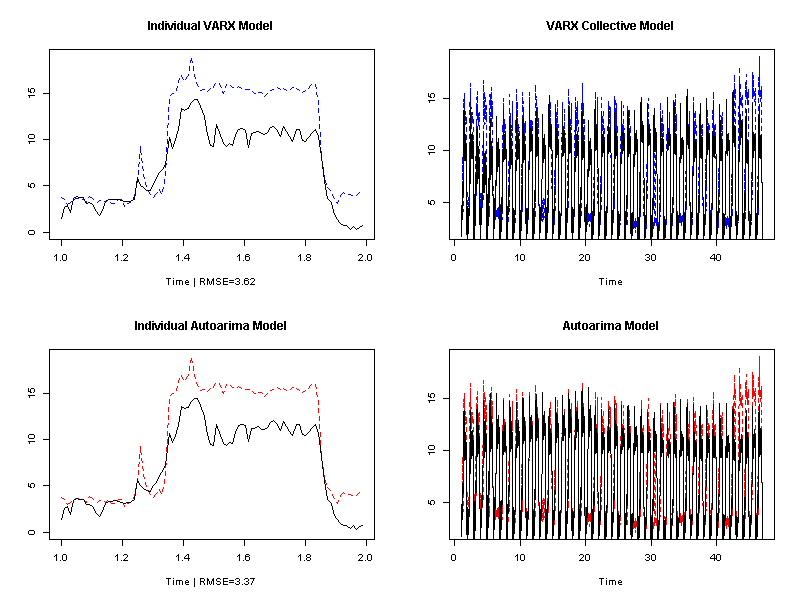 Individual VARX Model
15
10
5
0
1.0 1.2 1.4 1.6 1.8 2.0
Time | RMSE=3.62
VARX Collective Model
15
10
5
0 10 20 30 40
Time
Individual Autoarima Model
15
10
5
0
1.0 1.2 1.4 1.6 1.8 2.0
Time | RMSE=3.37
Autoarima Model
15
10
5
0 10 20 30 40
Time